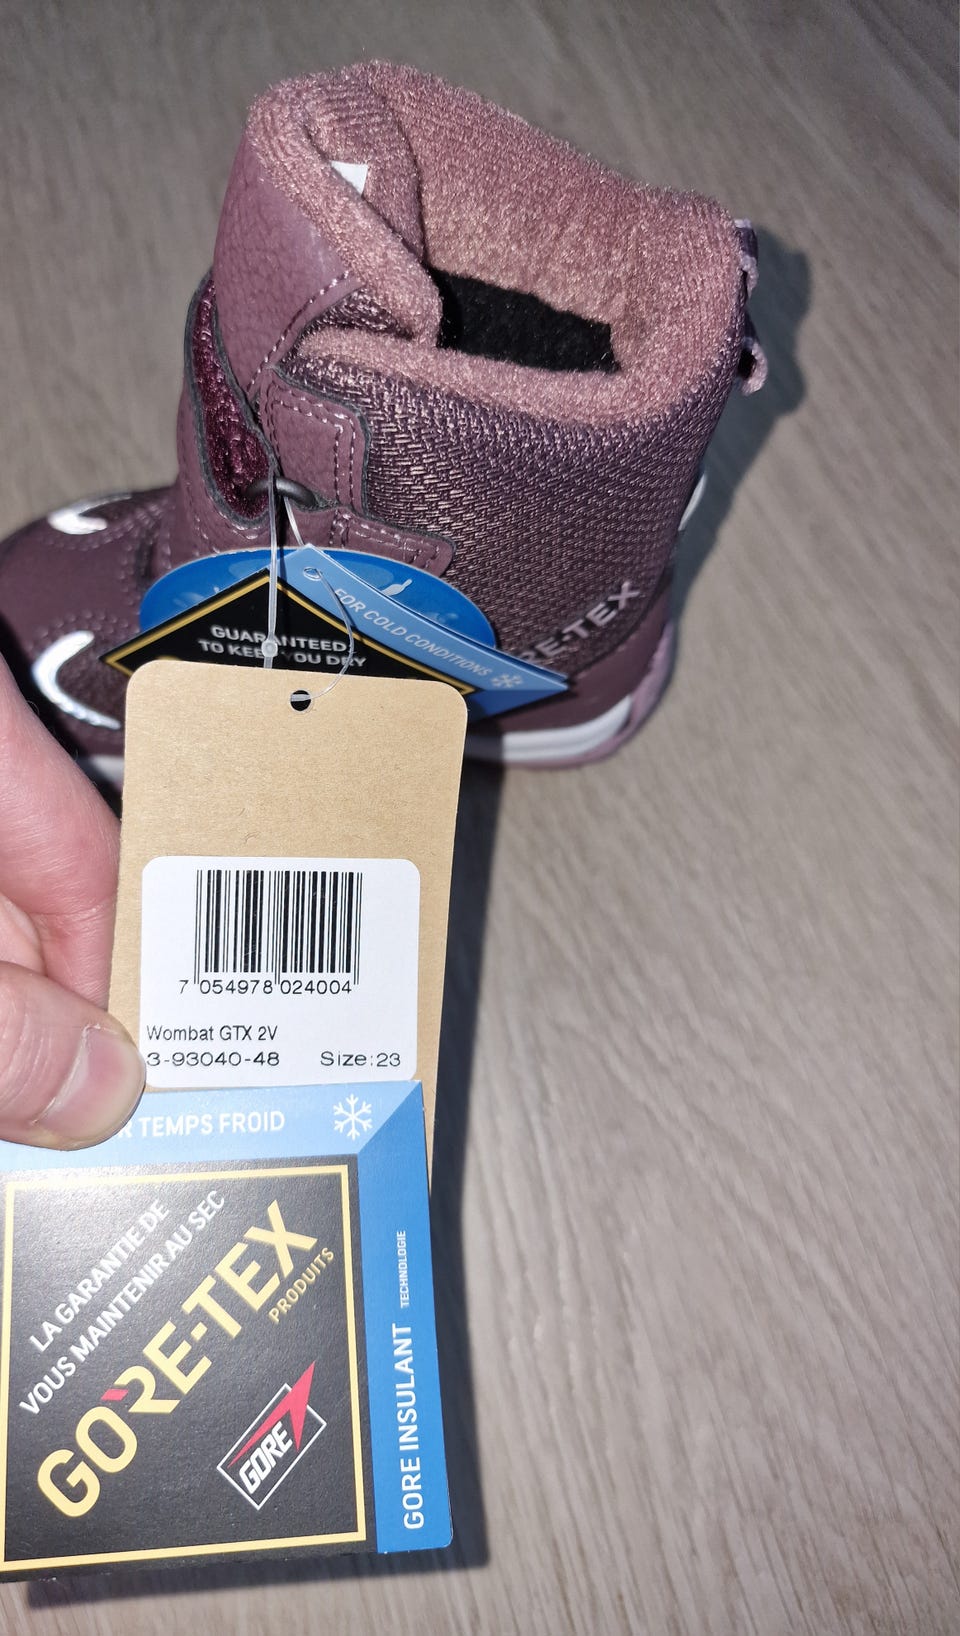 GUARANTEED
TO KEEP YOU DRY
FOR COLD CONDITIONS
RE-TEX
7 054978 024004
Wombat GTX 2V
3-93040-48 Size:23
R TEMPS FROID
LA GARANTIE DE
VOUS MAINTENIR AU SEC
GORE-TEX
PRODUITS
GORE
GORE INSULANT TECHNOLOGIE